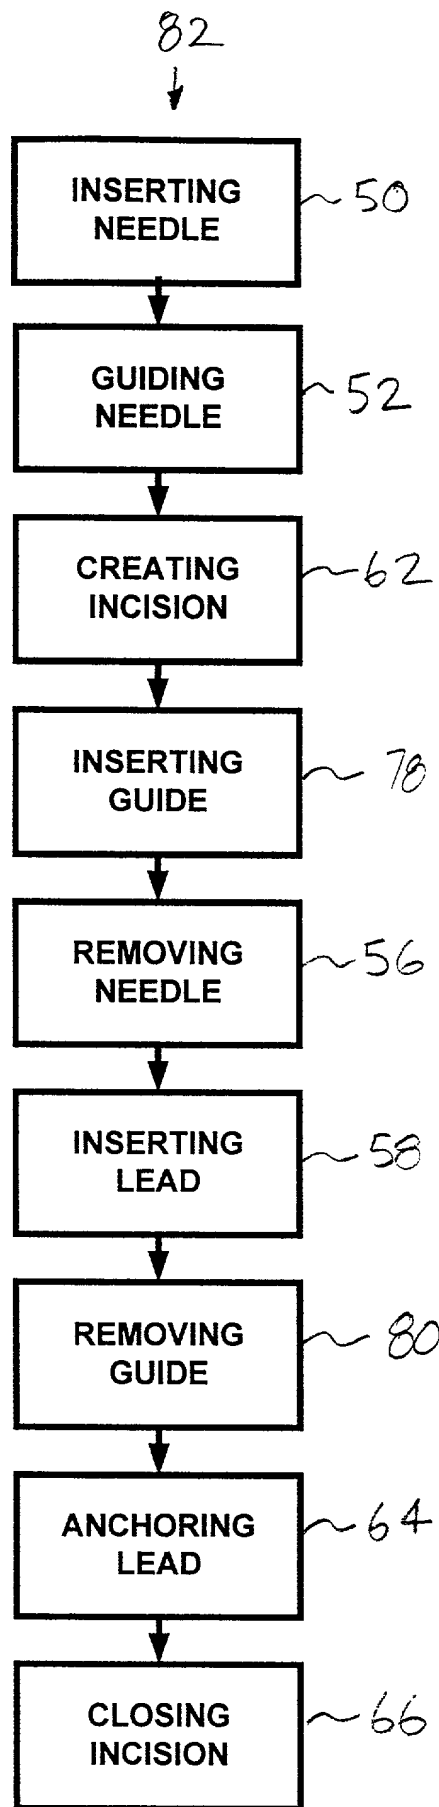 82
INSERTING
NEEDLE
50
GUIDING
NEEDLE
52
CREATING
INCISION
62
INSERTING
GUIDE
78
REMOVING
NEEDLE
56
INSERTING
LEAD
58
REMOVING
GUIDE
80
ANCHORING
LEAD
64
CLOSING
INCISION
66